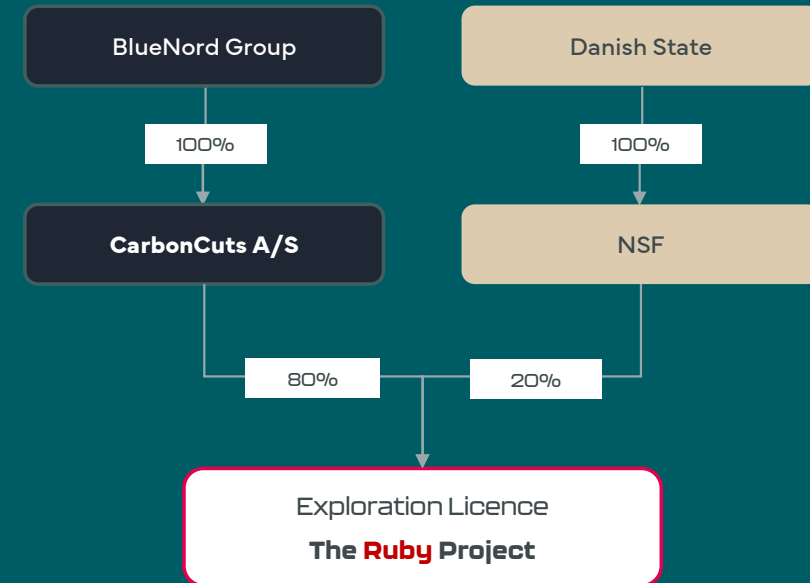 BlueNord Group
Danish State
100%
100%
CarbonCuts A/S
NSF
80%
20%
Exploration Licence
The Ruby Project